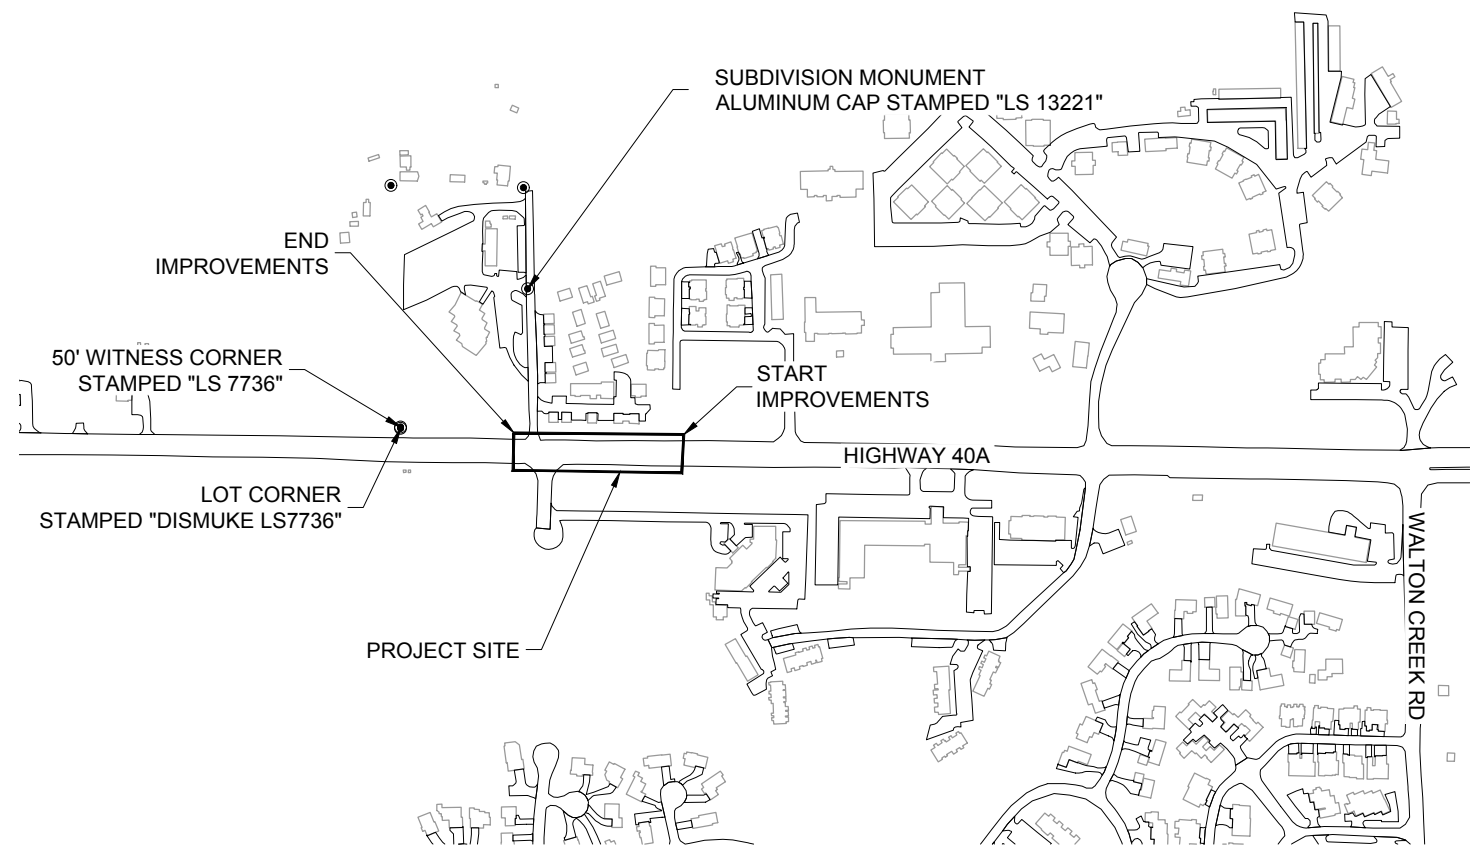 SUBDIVISION MONUMENT
ALUMINUM CAP STAMPED "LS 13221"
END
IMPROVEMENTS
50' WITNESS CORNER
STAMPED "LS 7736"
START
IMPROVEMENTS
HIGHWAY 40A
LOT CORNER
STAMPED "DISMUKE LS7736"
WALTON CREEK RD
PROJECT SITE